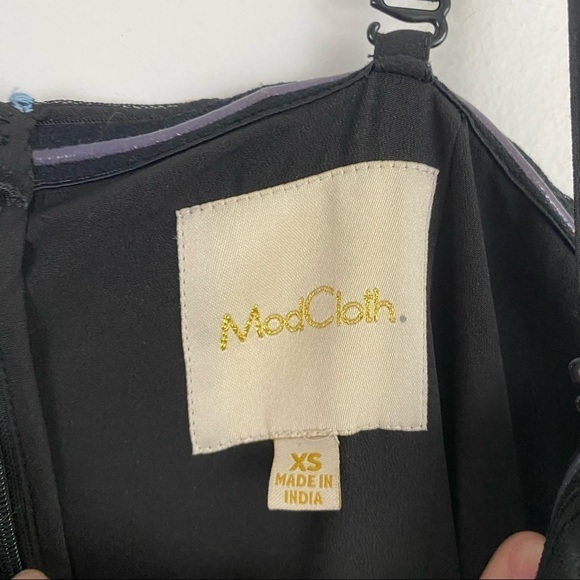 ModCloth.
XS
MADE IN
INDIA